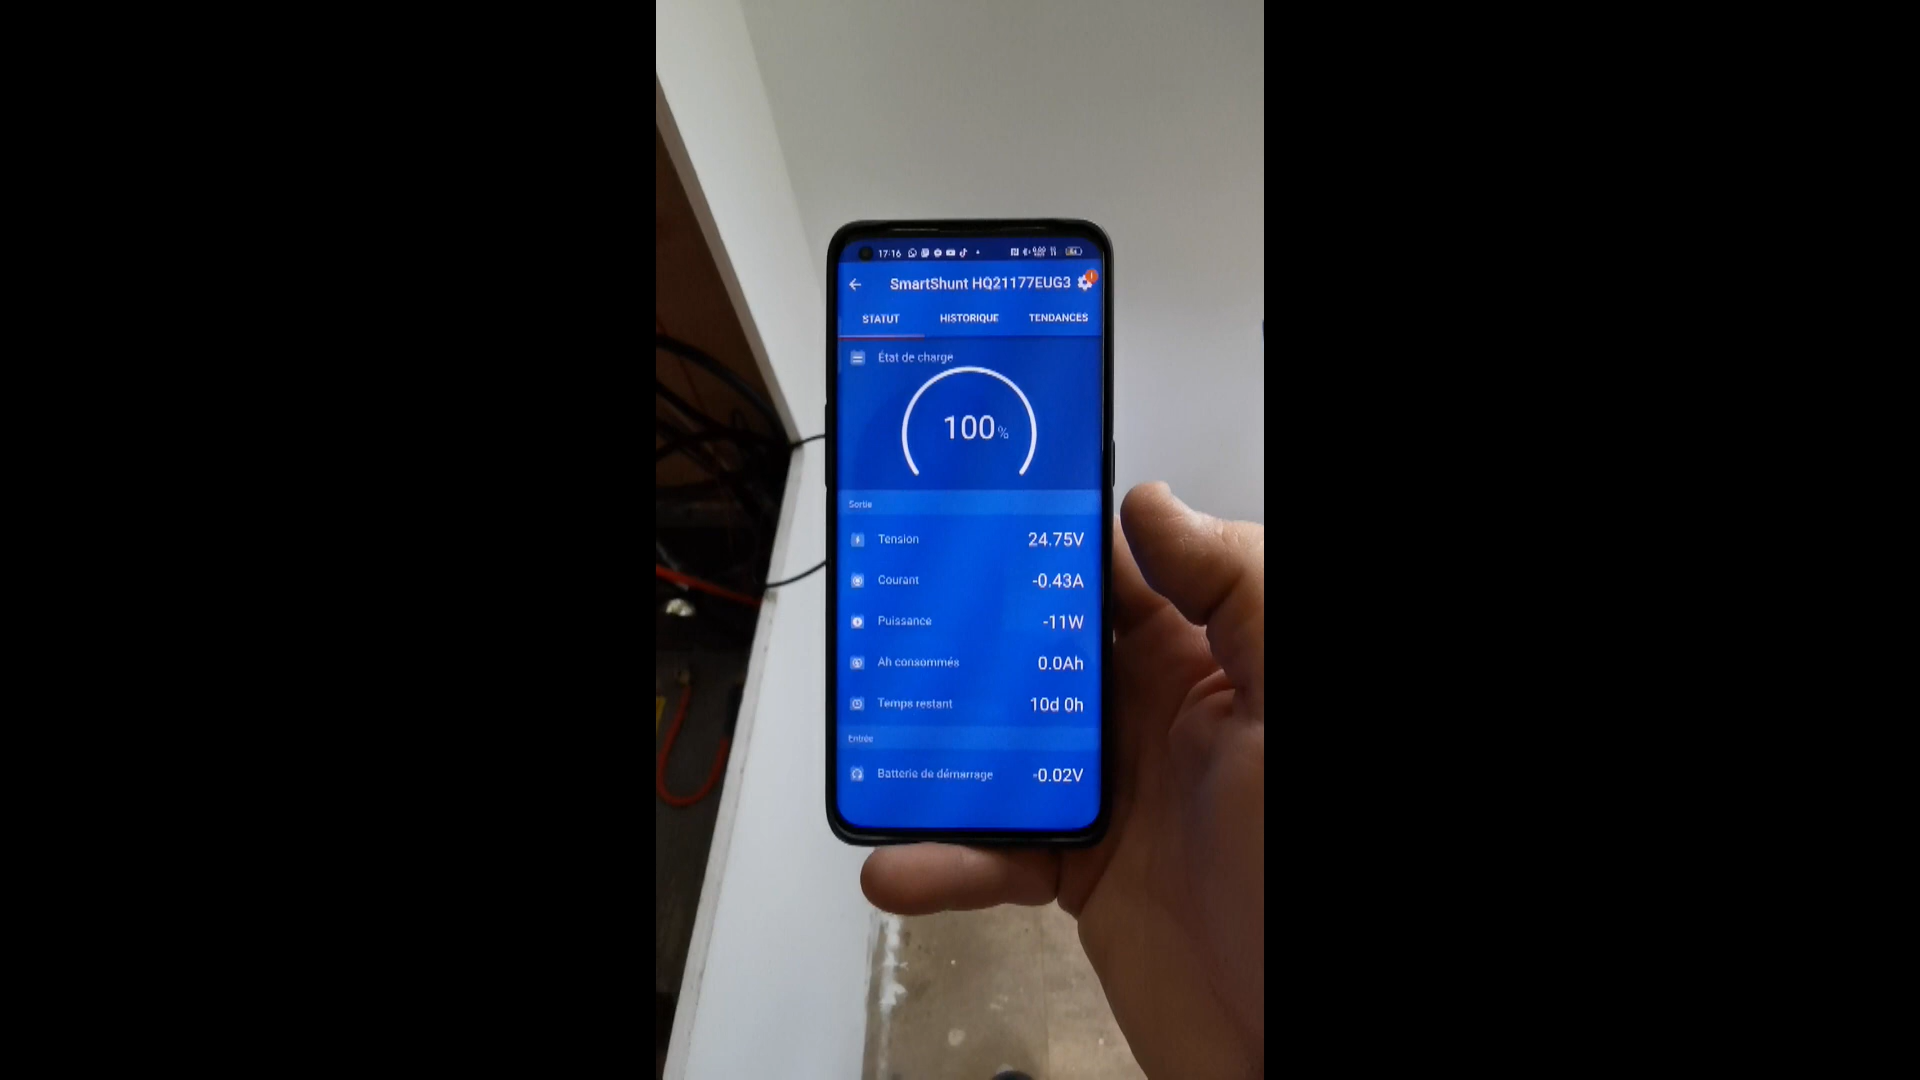 17:16
SmartShunt HQ21177EUG3
STATUT HISTORIQUE TENDANCES
État de charge
100%
Sortie
Tension 24.75V
Courant -0.43A
Puissance -11W
Ah consommés 0.0Ah
Temps restant 10d 0h
Entrée
Batterie de démarrage -0.02V